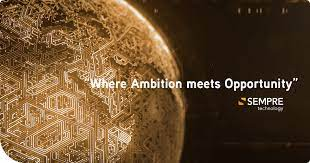 Where Ambition meets Opportunity”
SEMPRE
technology